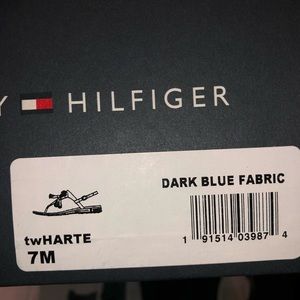 Y HILFIGER
DARK BLUE FABRIC
twHARTE
7M
1 91514 03987 4